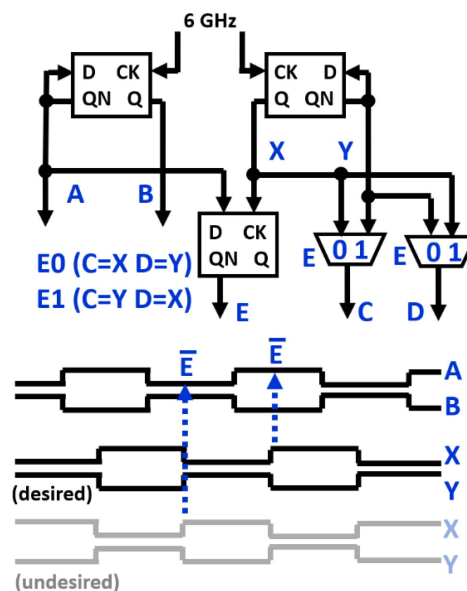 6 GHz
D CK
QN Q
CK D
Q QN
X Y
A B
D CK
QN Q
E 0 1
E 0 1
E0 (C=X D=Y)
E1 (C=Y D=X)
E C D
E̅ E̅
A
B
X
(desired) Y
X
Y
(undesired)